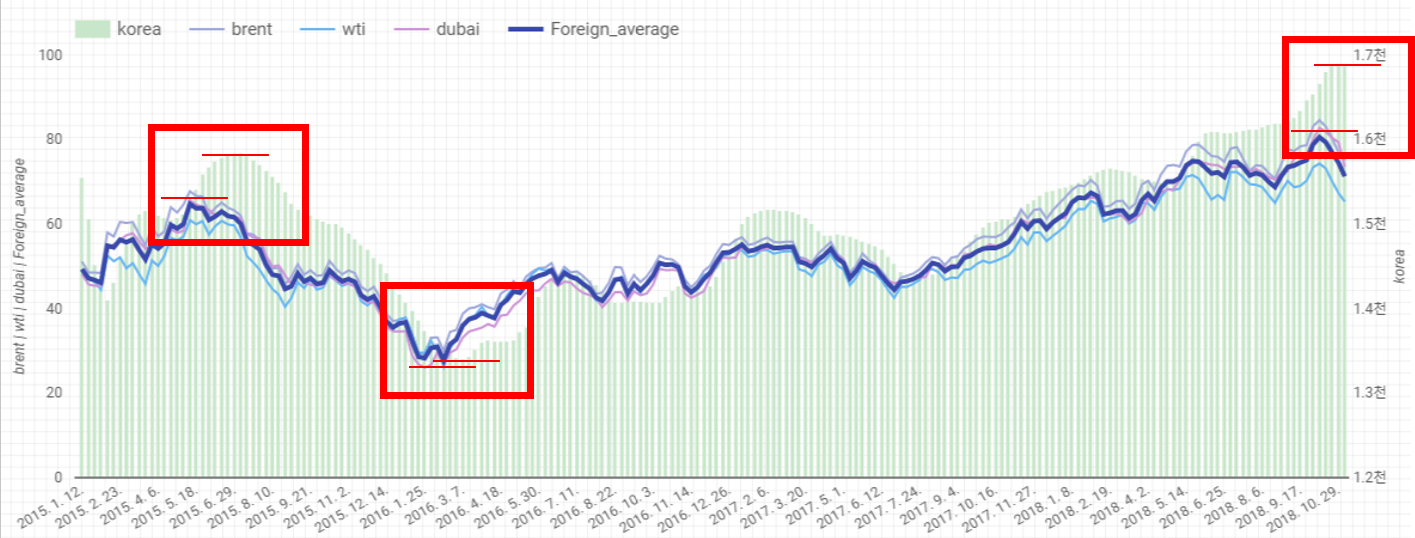 korea brent wti dubai Foreign_average
100
80
60
40
20
0
brent | wti | dubai | Foreign_average
1.7천
1.6천
1.5천
1.4천
1.3천
1.2천
korea
2015. 1. 12.
2015. 2. 23.
2015. 4. 6.
2015. 5. 18.
2015. 6. 29.
2015. 8. 10.
2015. 9. 21.
2015. 11. 2.
2015. 12. 14.
2016. 1. 25.
2016. 3. 7.
2016. 4. 18.
2016. 5. 30.
2016. 7. 11.
2016. 8. 22.
2016. 10. 3.
2016. 11. 14.
2016. 12. 26.
2017. 2. 6.
2017. 3. 20.
2017. 5. 1.
2017. 6. 12.
2017. 7. 24.
2017. 9. 4.
2017. 10. 16.
2017. 11. 27.
2018. 1. 8.
2018. 2. 19.
2018. 4. 2.
2018. 5. 14.
2018. 6. 25.
2018. 8. 6.
2018. 9. 17.
2018. 10. 29.